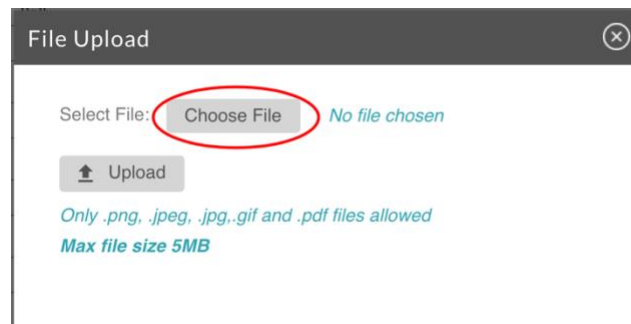 File Upload
Select File: Choose File No file chosen
Upload
Only .png, .jpeg, .jpg,.gif and .pdf files allowed
Max file size 5MB